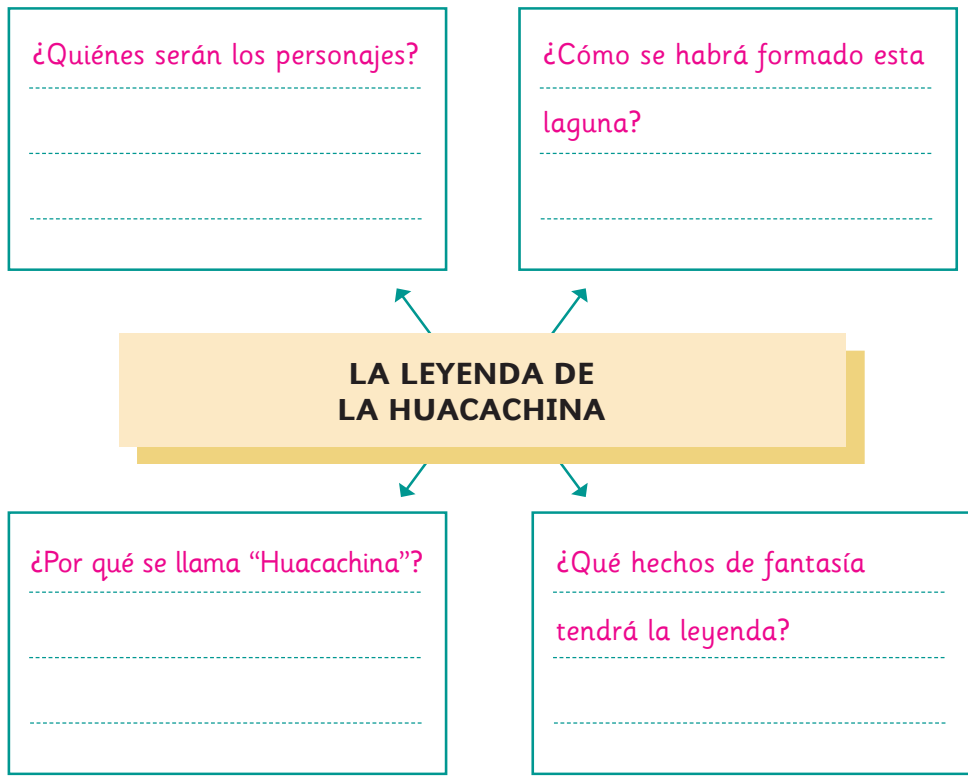 ¿Quiénes serán los personajes?
¿Cómo se habrá formado esta
laguna?
LA LEYENDA DE
LA HUACACHINA
¿Por qué se llama “Huacachina”?
¿Qué hechos de fantasía
tendrá la leyenda?